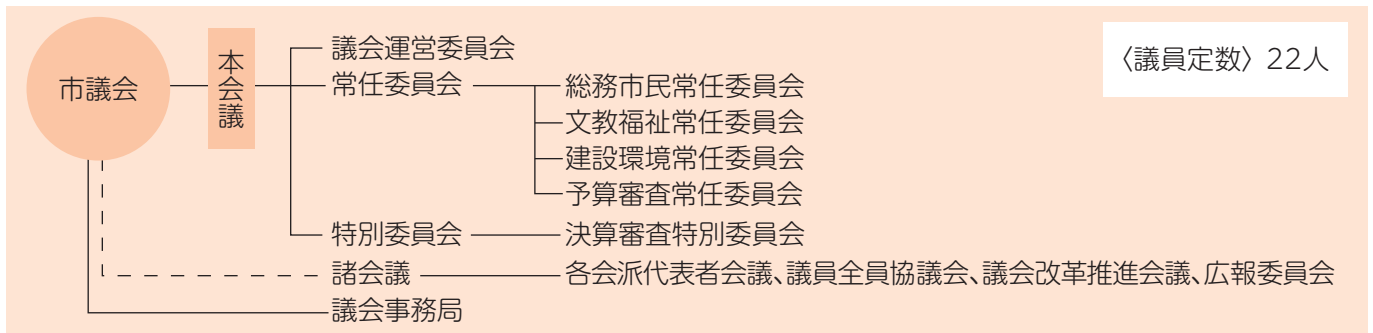 市議会
本会議
議会運営委員会
常任委員会
総務市民常任委員会
文教福祉常任委員会
建設環境常任委員会
予算審査常任委員会
特別委員会
決算審査特別委員会
諸会議
各会派代表者会議、議員全員協議会、議会改革推進会議、広報委員会
議会事務局
〈議員定数〉22人